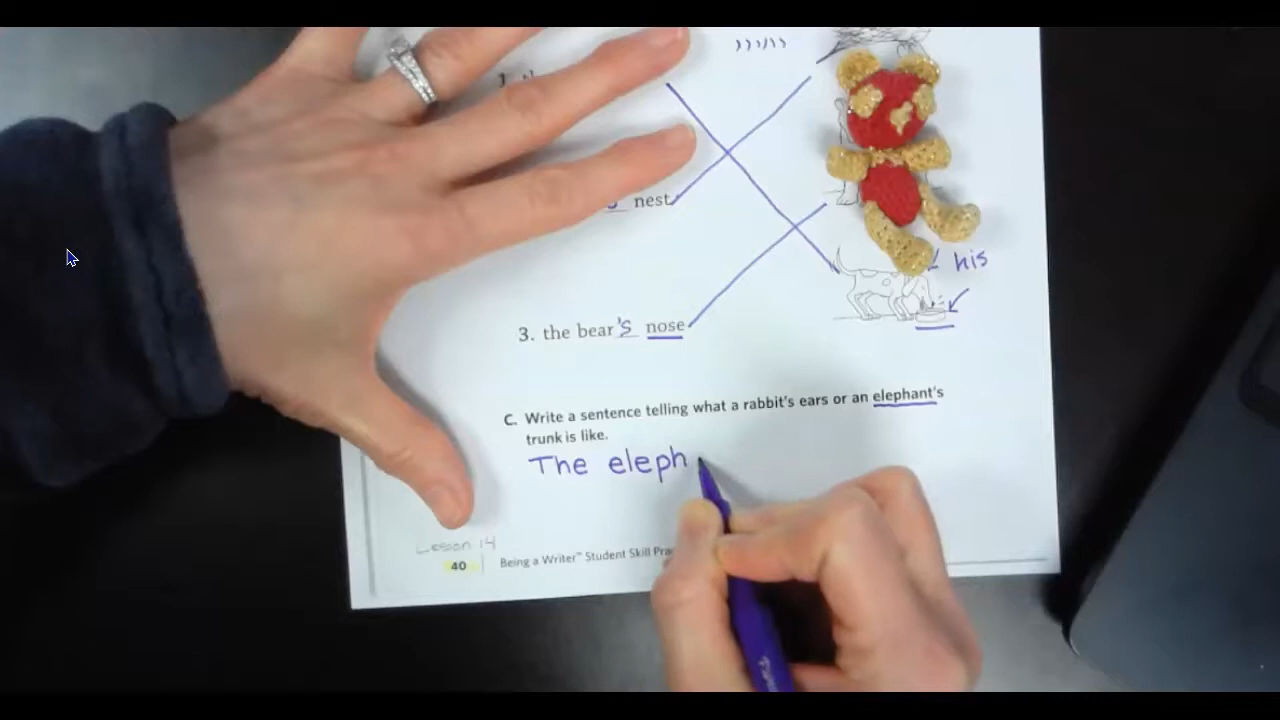 nest
his
3. the bear's nose
C. Write a sentence telling what a rabbit's ears or an elephant's
trunk is like.
The eleph
Lesson 14
40 Being a Writer™ Student Skill Pra